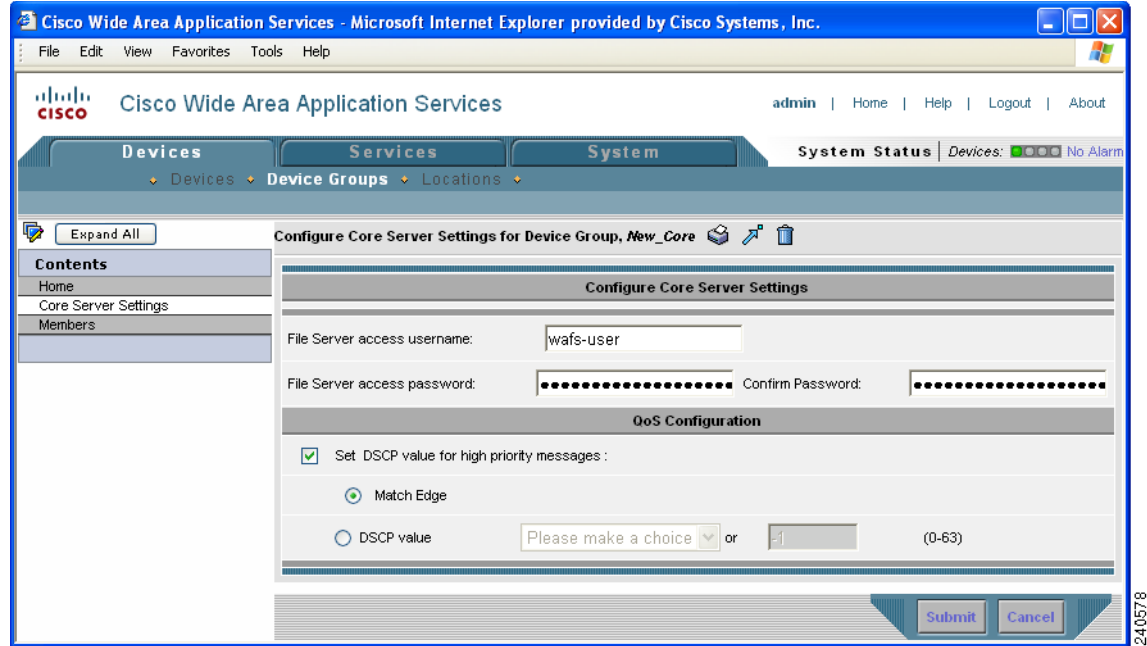 Cisco Wide Area Application Services - Microsoft Internet Explorer provided by Cisco Systems, Inc.
File Edit View Favorites Tools Help
CISCO Cisco Wide Area Application Services admin | Home | Help | Logout | About
Devices Services System System Status | Devices: No Alarm
Devices Device Groups Locations
Expand All Configure Core Server Settings for Device Group, New_Core
Contents
Home
Core Server Settings
Members
Configure Core Server Settings
File Server access username: wafs-user
File Server access password: ●●●●●●●●●●●●●●●●●●● Confirm Password: ●●●●●●●●●●●●●●●●●●●
QoS Configuration
Set DSCP value for high priority messages :
Match Edge
DSCP value Please make a choice or -1 (0-63)
Submit Cancel
240578